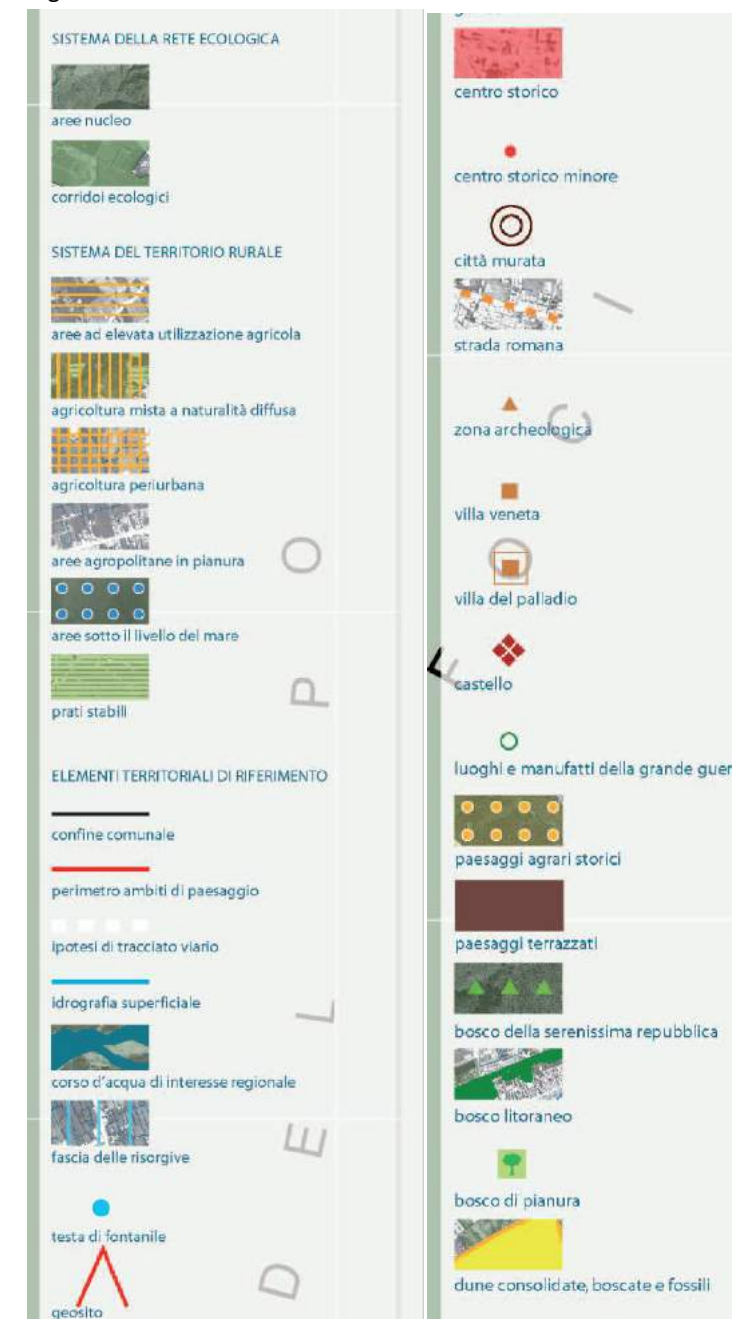 SISTEMA DELLA RETE ECOLOGICA
aree nucleo
corridoi ecologici
SISTEMA DEL TERRITORIO RURALE
aree ad elevata utilizzazione agricola
agricoltura mista a naturalità diffusa
agricoltura periurbana
aree agropolitane in pianura
aree sotto il livello del mare
prati stabili
ELEMENTI TERRITORIALI DI RIFERIMENTO
confine comunale
perimetro ambiti di paesaggio
ipotesi di tracciato viario
idrografia superficiale
corso d'acqua di interesse regionale
fascia delle risorgive
testa di fontanile
geosito
D E L P O
centro storico
centro storico minore
città murata
strada romana
zona archeologica
villa veneta
villa del palladio
castello
luoghi e manufatti della grande guer
paesaggi agrari storici
paesaggi terrazzati
bosco della serenissima repubblica
bosco litoraneo
bosco di pianura
dune consolidate, boscate e fossili
F O C I